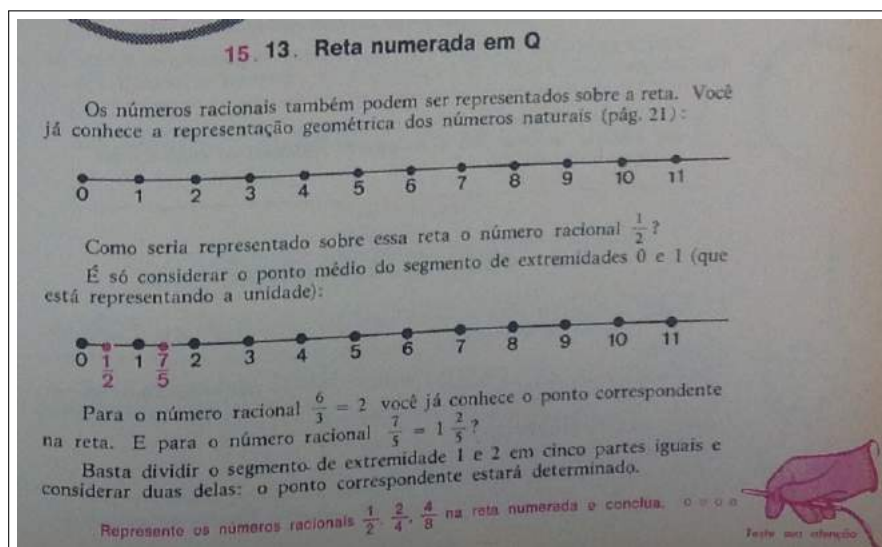 15.13. Reta numerada em Q
Os números racionais também podem ser representados sobre a reta. Você
já conhece a representação geométrica dos números naturais (pág. 21):
0 1 2 3 4 5 6 7 8 9 10 11
Como seria representado sobre essa reta o número racional 1/2?
É só considerar o ponto médio do segmento de extremidades 0 e 1 (que
está representando a unidade):
0 1/2 1 7/5 2 3 4 5 6 7 8 9 10 11
Para o número racional 6/3 = 2 você já conhece o ponto correspondente
na reta. E para o número racional 7/5 = 1 2/5?
Basta dividir o segmento de extremidade 1 e 2 em cinco partes iguais e
considerar duas delas: o ponto correspondente estará determinado.
Represente os números racionais 1/2, 2/4, 4/8 na reta numerada e conclua.
Teste sua atenção